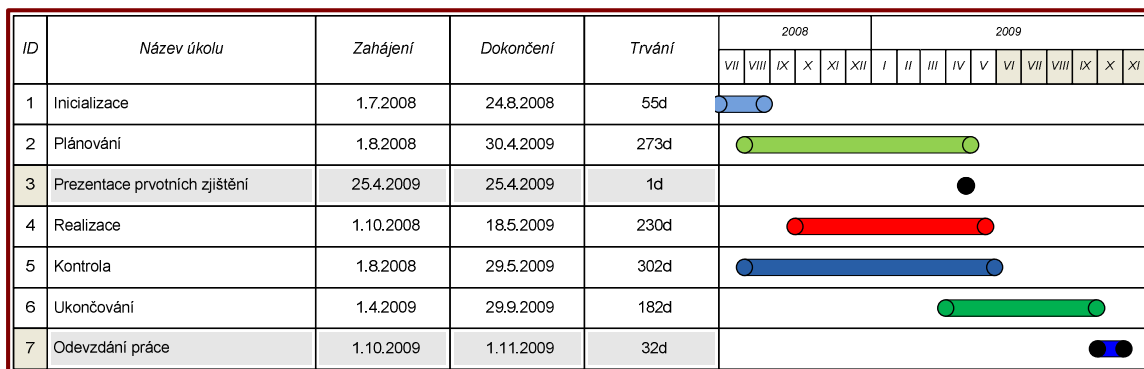 ID Název úkolu Zahájení Dokončení Trvání 2008 2009
VII VIII IX X XI XII I II III IV V VI VII VIII IX X XI
1 Inicializace 1.7.2008 24.8.2008 55d
2 Plánování 1.8.2008 30.4.2009 273d
3 Prezentace prvotních zjištění 25.4.2009 25.4.2009 1d
4 Realizace 1.10.2008 18.5.2009 230d
5 Kontrola 1.8.2008 29.5.2009 302d
6 Ukončování 1.4.2009 29.9.2009 182d
7 Odevzdání práce 1.10.2009 1.11.2009 32d